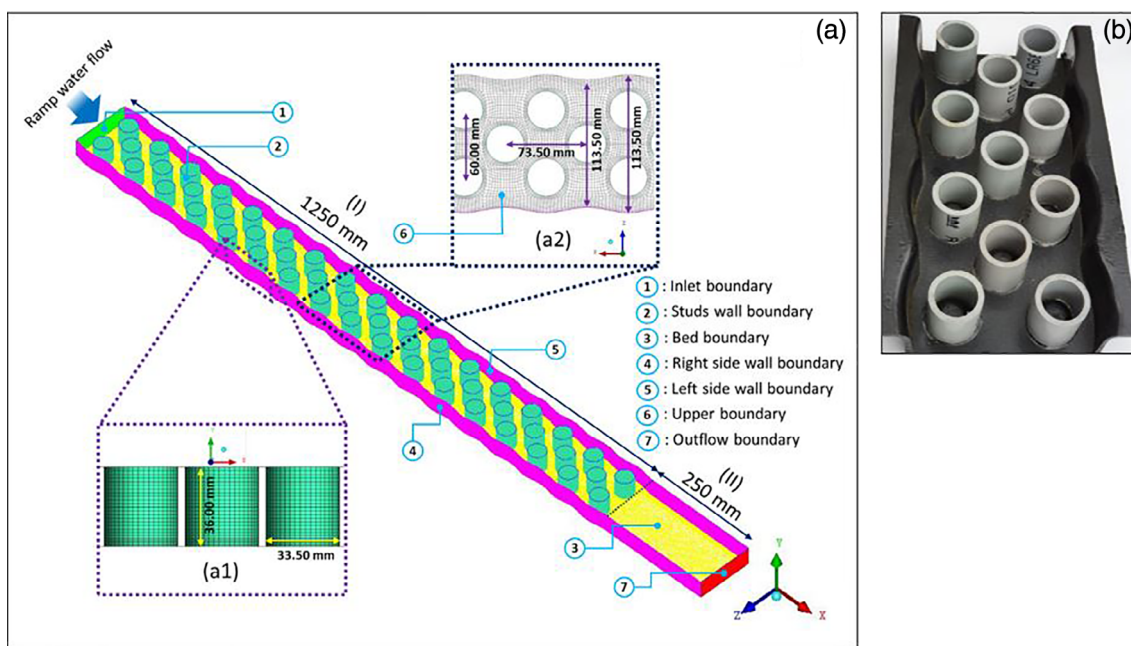 (a)
Ramp water flow
1
2
60.00 mm
73.50 mm
113.50 mm
113.50 mm
(a2)
6
(I)
1250 mm
1 : Inlet boundary
2 : Studs wall boundary
3 : Bed boundary
4 : Right side wall boundary
5 : Left side wall boundary
6 : Upper boundary
7 : Outflow boundary
5
4
36.00 mm
33.50 mm
(a1)
(II)
250 mm
3
7
Y
Z
X
(b)